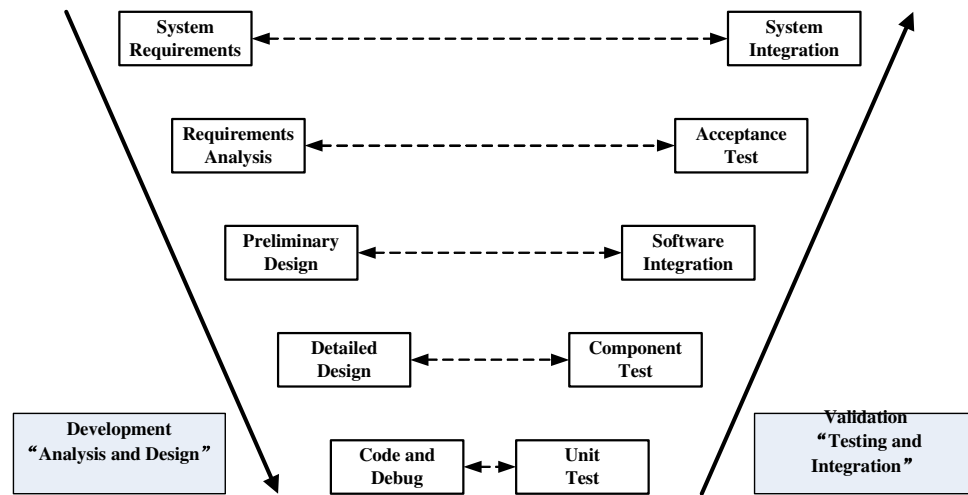 System
Requirements
System
Integration
Requirements
Analysis
Acceptance
Test
Preliminary
Design
Software
Integration
Detailed
Design
Component
Test
Development
“Analysis and Design”
Validation
“Testing and
Integration”
Code and
Debug
Unit
Test